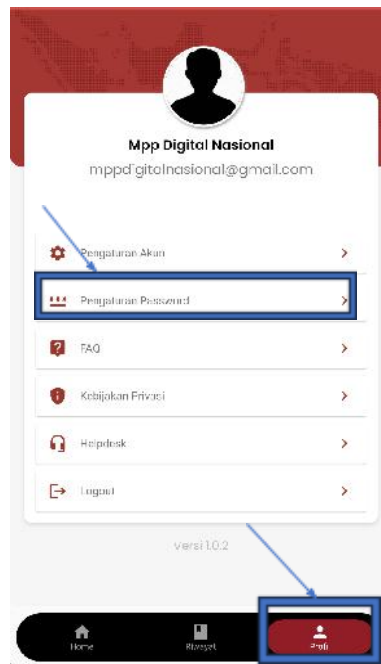 Mpp Digital Nasional
mppdigitalnasional@gmail.com
Pengaturan Akun
Pengaturan Password
FAQ
Kebijakan Privasi
Helpdesk
Logout
Versi 1.0.2
Home
Riwayat
Profil